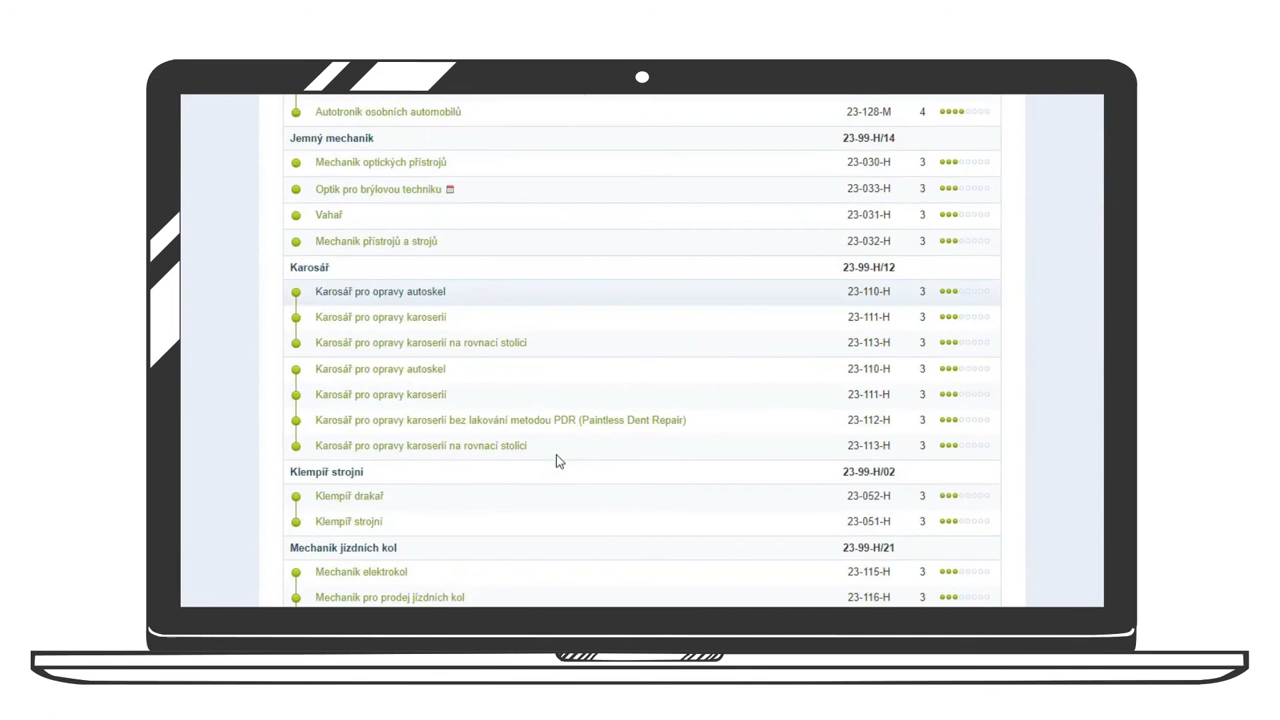 Autotronik osobních automobilů 23-128-M 4
Jemný mechanik 23-99-H/14
Mechanik optických přístrojů 23-030-H 3
Optik pro brýlovou techniku 23-033-H 3
Vahař 23-031-H 3
Mechanik přístrojů a strojů 23-032-H 3
Karosář 23-99-H/12
Karosář pro opravy autoskel 23-110-H 3
Karosář pro opravy karoserií 23-111-H 3
Karosář pro opravy karoserií na rovnací stolici 23-113-H 3
Karosář pro opravy autoskel 23-110-H 3
Karosář pro opravy karoserií 23-111-H 3
Karosář pro opravy karoserií bez lakování metodou PDR (Paintless Dent Repair) 23-112-H 3
Karosář pro opravy karoserií na rovnací stolici 23-113-H 3
Klempíř strojní 23-99-H/02
Klempíř drakař 23-052-H 3
Klempíř strojní 23-051-H 3
Mechanik jízdních kol 23-99-H/21
Mechanik elektrokol 23-115-H 3
Mechanik pro prodej jízdních kol 23-116-H 3